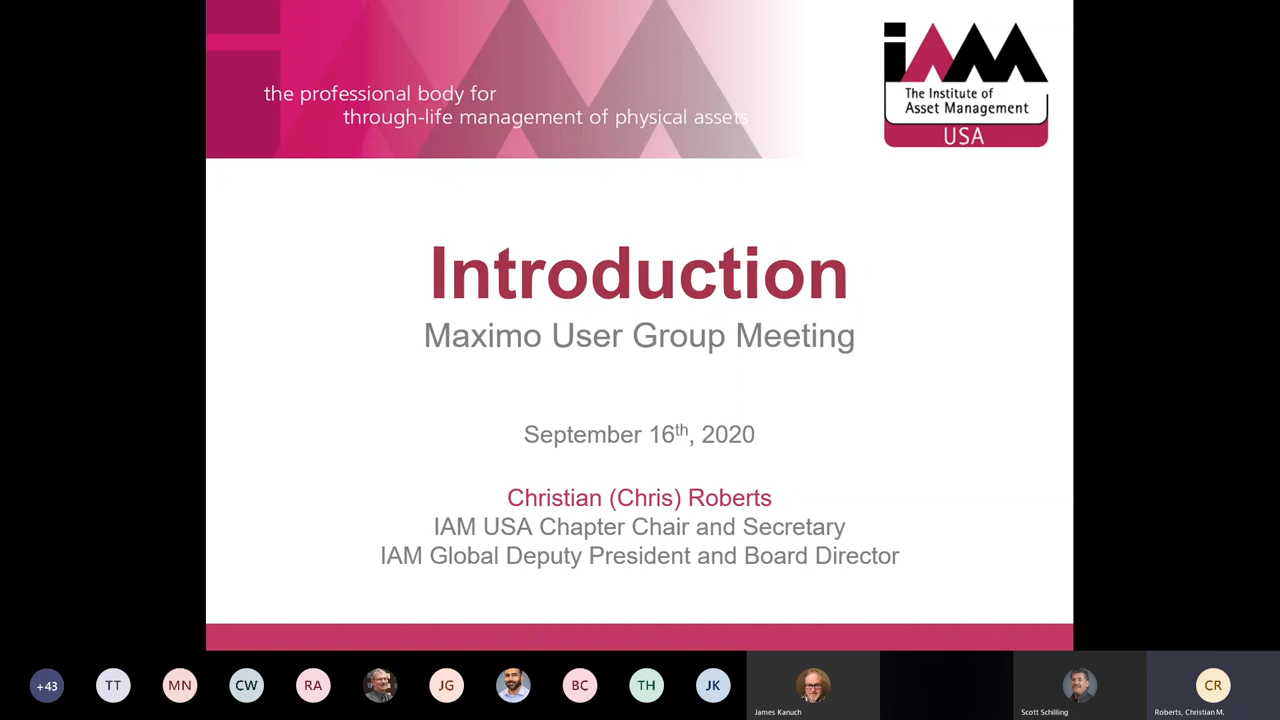 the professional body for
through-life management of physical assets
iAM
The Institute of
Asset Management
USA
Introduction
Maximo User Group Meeting
September 16th, 2020
Christian (Chris) Roberts
IAM USA Chapter Chair and Secretary
IAM Global Deputy President and Board Director
+43
TT
MN
CW
RA
JG
BC
TH
JK
CR
James Kanuch
Scott Schilling
Roberts, Christian M.